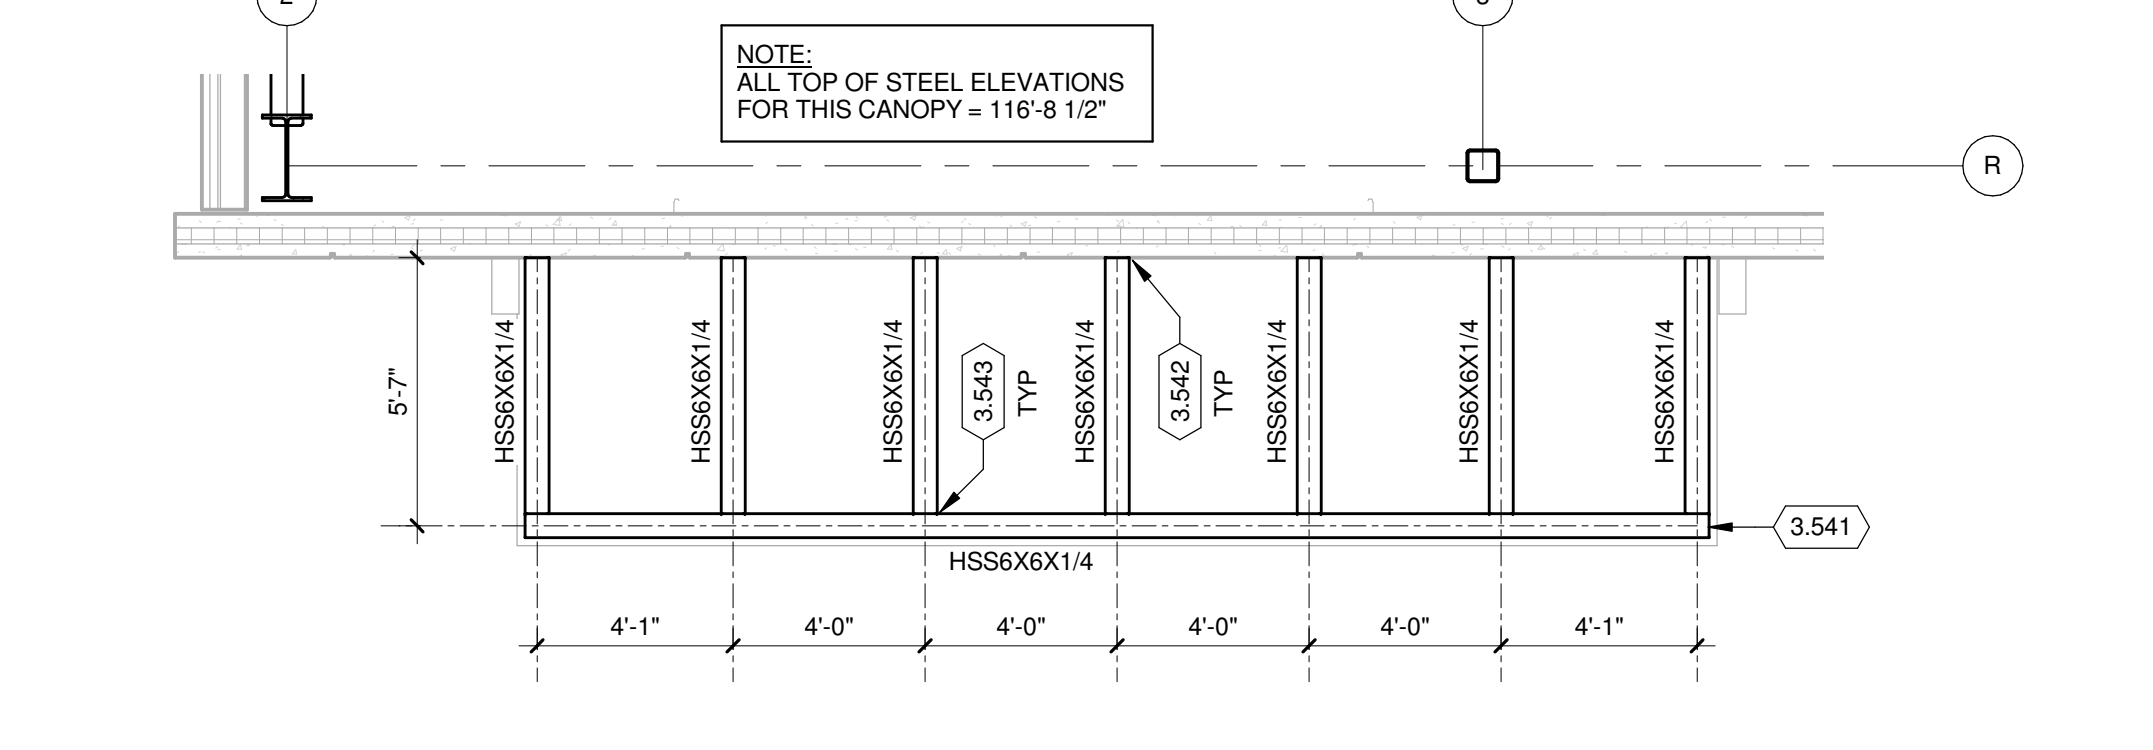 NOTE:
ALL TOP OF STEEL ELEVATIONS
FOR THIS CANOPY = 116'-8 1/2"
R
HSS6X6X1/4
HSS6X6X1/4
HSS6X6X1/4
HSS6X6X1/4
HSS6X6X1/4
HSS6X6X1/4
HSS6X6X1/4
5'-7"
3.543
TYP
3.542
TYP
3.541
HSS6X6X1/4
4'-1"
4'-0"
4'-0"
4'-0"
4'-0"
4'-1"